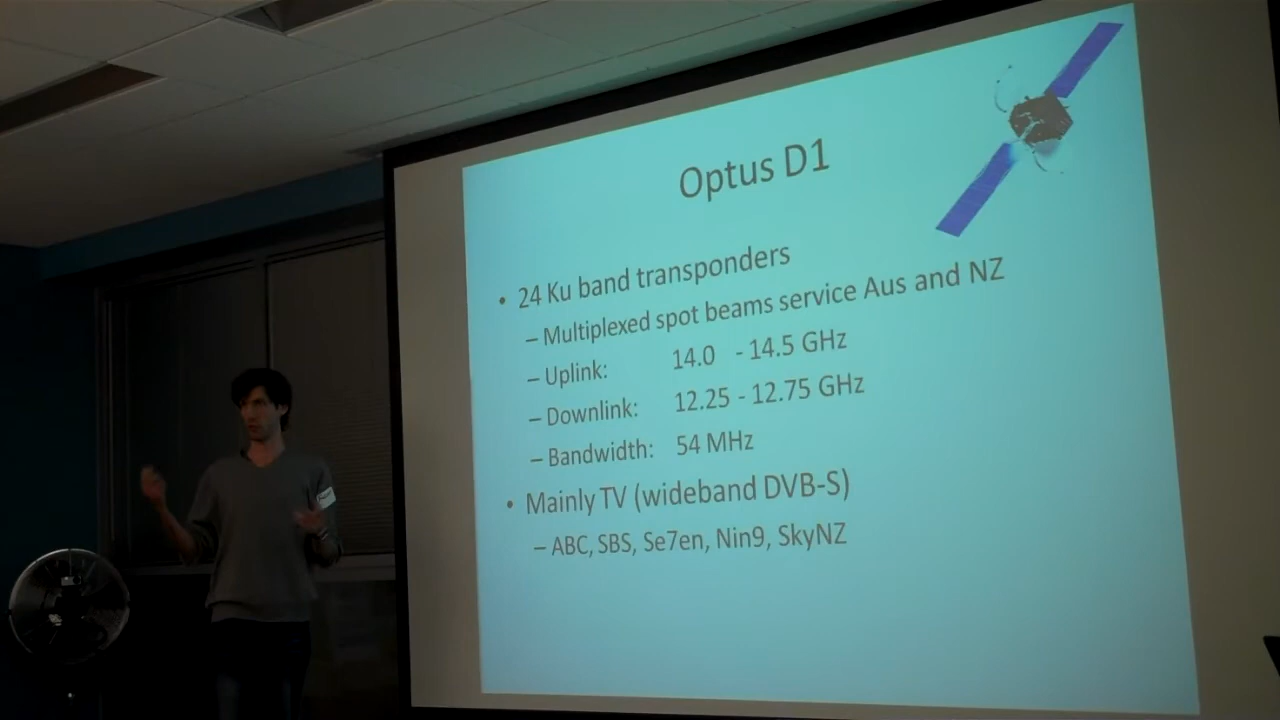 Optus D1
• 24 Ku band transponders
– Multiplexed spot beams service Aus and NZ
– Uplink: 14.0 - 14.5 GHz
– Downlink: 12.25 - 12.75 GHz
– Bandwidth: 54 MHz
• Mainly TV (wideband DVB-S)
– ABC, SBS, Se7en, Nin9, SkyNZ